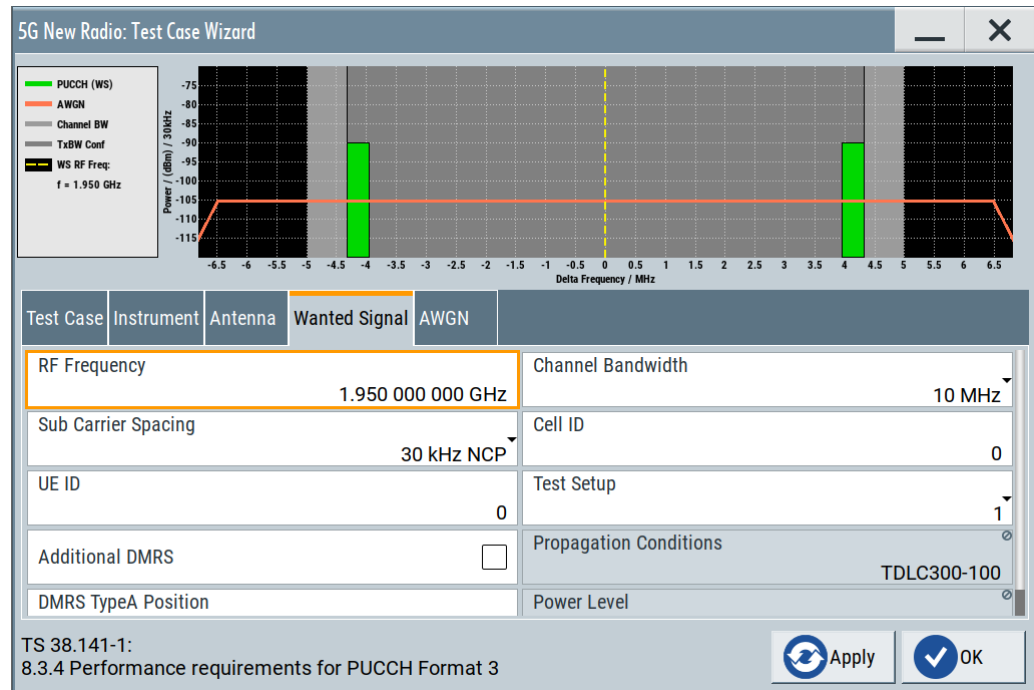 5G New Radio: Test Case Wizard
PUCCH (WS)
AWGN
Channel BW
TxBW Conf
WS RF Freq:
f = 1.950 GHz
Power / (dBm) / 30kHz
-75
-80
-85
-90
-95
-100
-105
-110
-115
-6.5 -6 -5.5 -5 -4.5 -4 -3.5 -3 -2.5 -2 -1.5 -1 -0.5 0 0.5 1 1.5 2 2.5 3 3.5 4 4.5 5 5.5 6 6.5
Delta Frequency / MHz
Test Case Instrument Antenna Wanted Signal AWGN
RF Frequency
1.950 000 000 GHz
Channel Bandwidth
10 MHz
Sub Carrier Spacing
30 kHz NCP
Cell ID
0
UE ID
0
Test Setup
1
Additional DMRS
Propagation Conditions
TDLC300-100
DMRS TypeA Position
Power Level
TS 38.141-1:
8.3.4 Performance requirements for PUCCH Format 3
Apply
OK